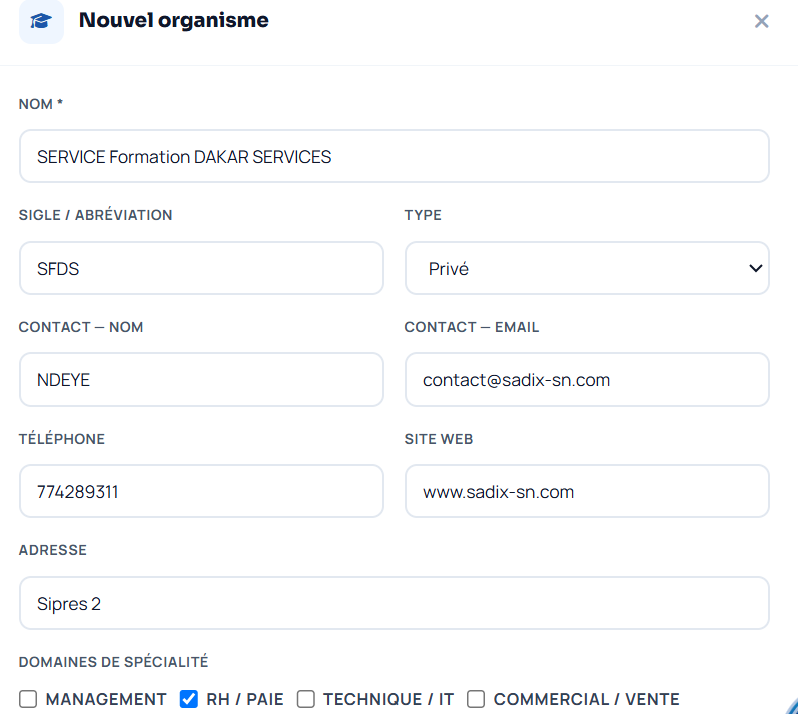 Nouvel organisme
NOM *
SERVICE Formation DAKAR SERVICES
SIGLE / ABRÉVIATION TYPE
SFDS Privé
CONTACT — NOM CONTACT — EMAIL
NDEYE contact@sadix-sn.com
TÉLÉPHONE SITE WEB
774289311 www.sadix-sn.com
ADRESSE
Sipres 2
DOMAINES DE SPÉCIALITÉ
MANAGEMENT RH / PAIE TECHNIQUE / IT COMMERCIAL / VENTE